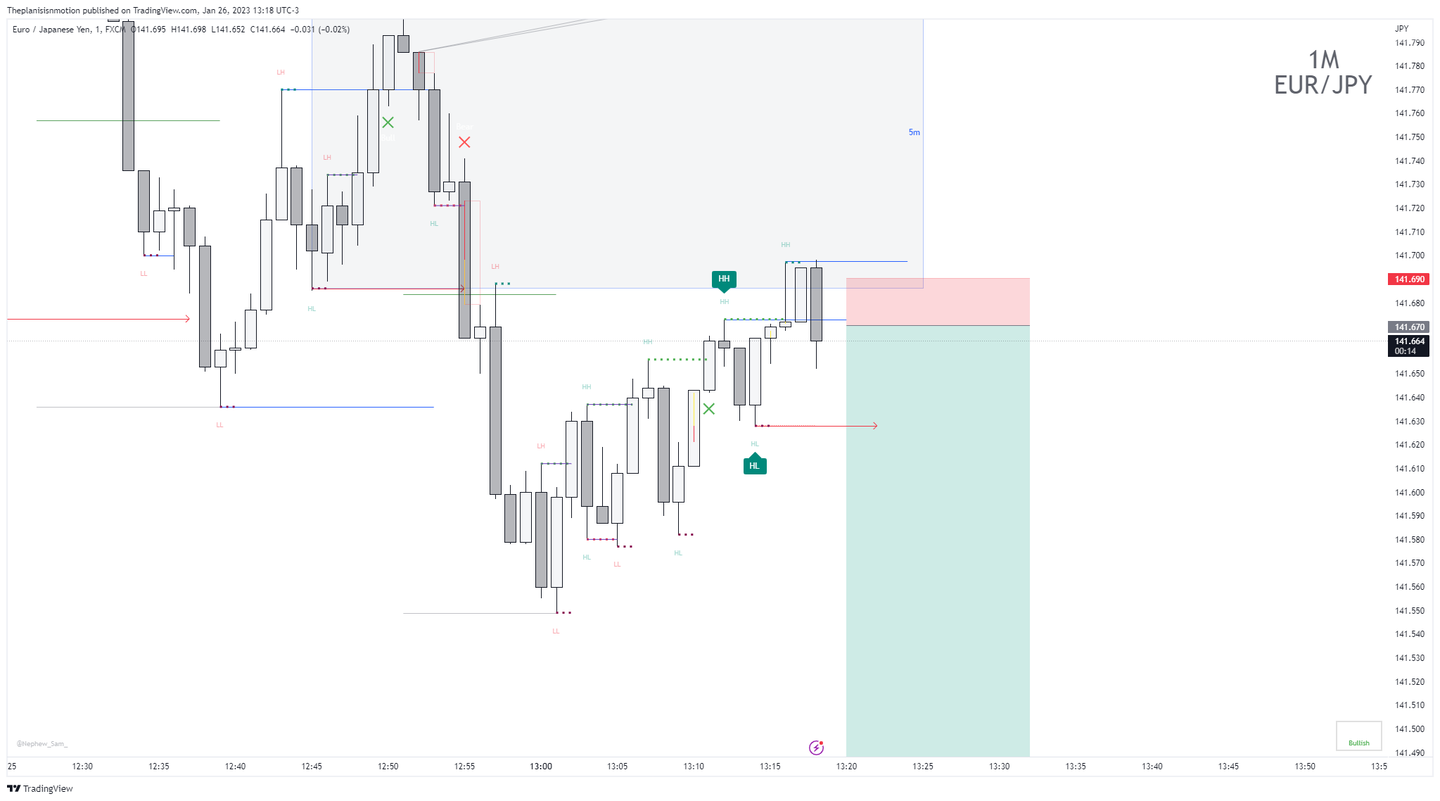 Theplanisisnmotion published on TradingView.com, Jan 26, 2023 13:18 UTC-3
Euro / Japanese Yen, 1, FXCM O141.695 H141.698 L141.652 C141.664 −0.031 (−0.02%)
JPY
1M
EUR/JPY
141.790
141.780
141.770
141.760
141.750
141.740
141.730
141.720
141.710
141.700
141.690
141.680
141.670
141.664
00:14
141.650
141.640
141.630
141.620
141.610
141.600
141.590
141.580
141.570
141.560
141.550
141.540
141.530
141.520
141.510
141.500
141.490
5m
LH
LH
LL
HL
HL
LH
LL
LH
HH
HH
HH
HH
HH
HL
LL
HL
HL
HL
LL
@Nephew_Sam_
Bullish
25 12:30 12:35 12:40 12:45 12:50 12:55 13:00 13:05 13:10 13:15 13:20 13:25 13:30 13:35 13:40 13:45 13:50 13:5
TradingView